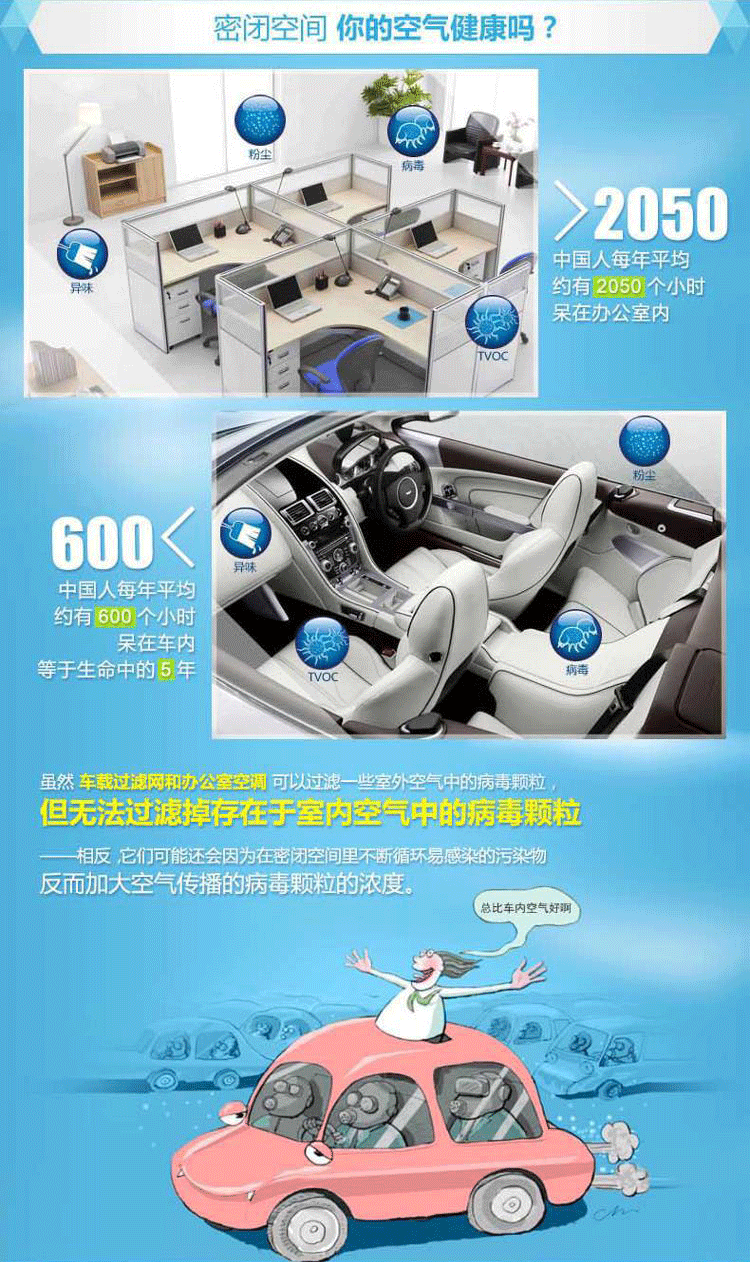 密闭空间 你的空气健康吗？
粉尘
病毒
异味
TVOC
2050
中国人每年平均
约有 2050 个小时
呆在办公室内
粉尘
异味
TVOC
病毒
600
中国人每年平均
约有 600 个小时
呆在车内
等于生命中的 5 年
虽然 车载过滤网和办公室空调 可以过滤一些室外空气中的病毒颗粒，
但无法过滤掉存在于室内空气中的病毒颗粒
——相反 ,它们可能还会因为在密闭空间里不断循环易感染的污染物
反而加大空气传播的病毒颗粒的浓度。
总比车内空气好啊